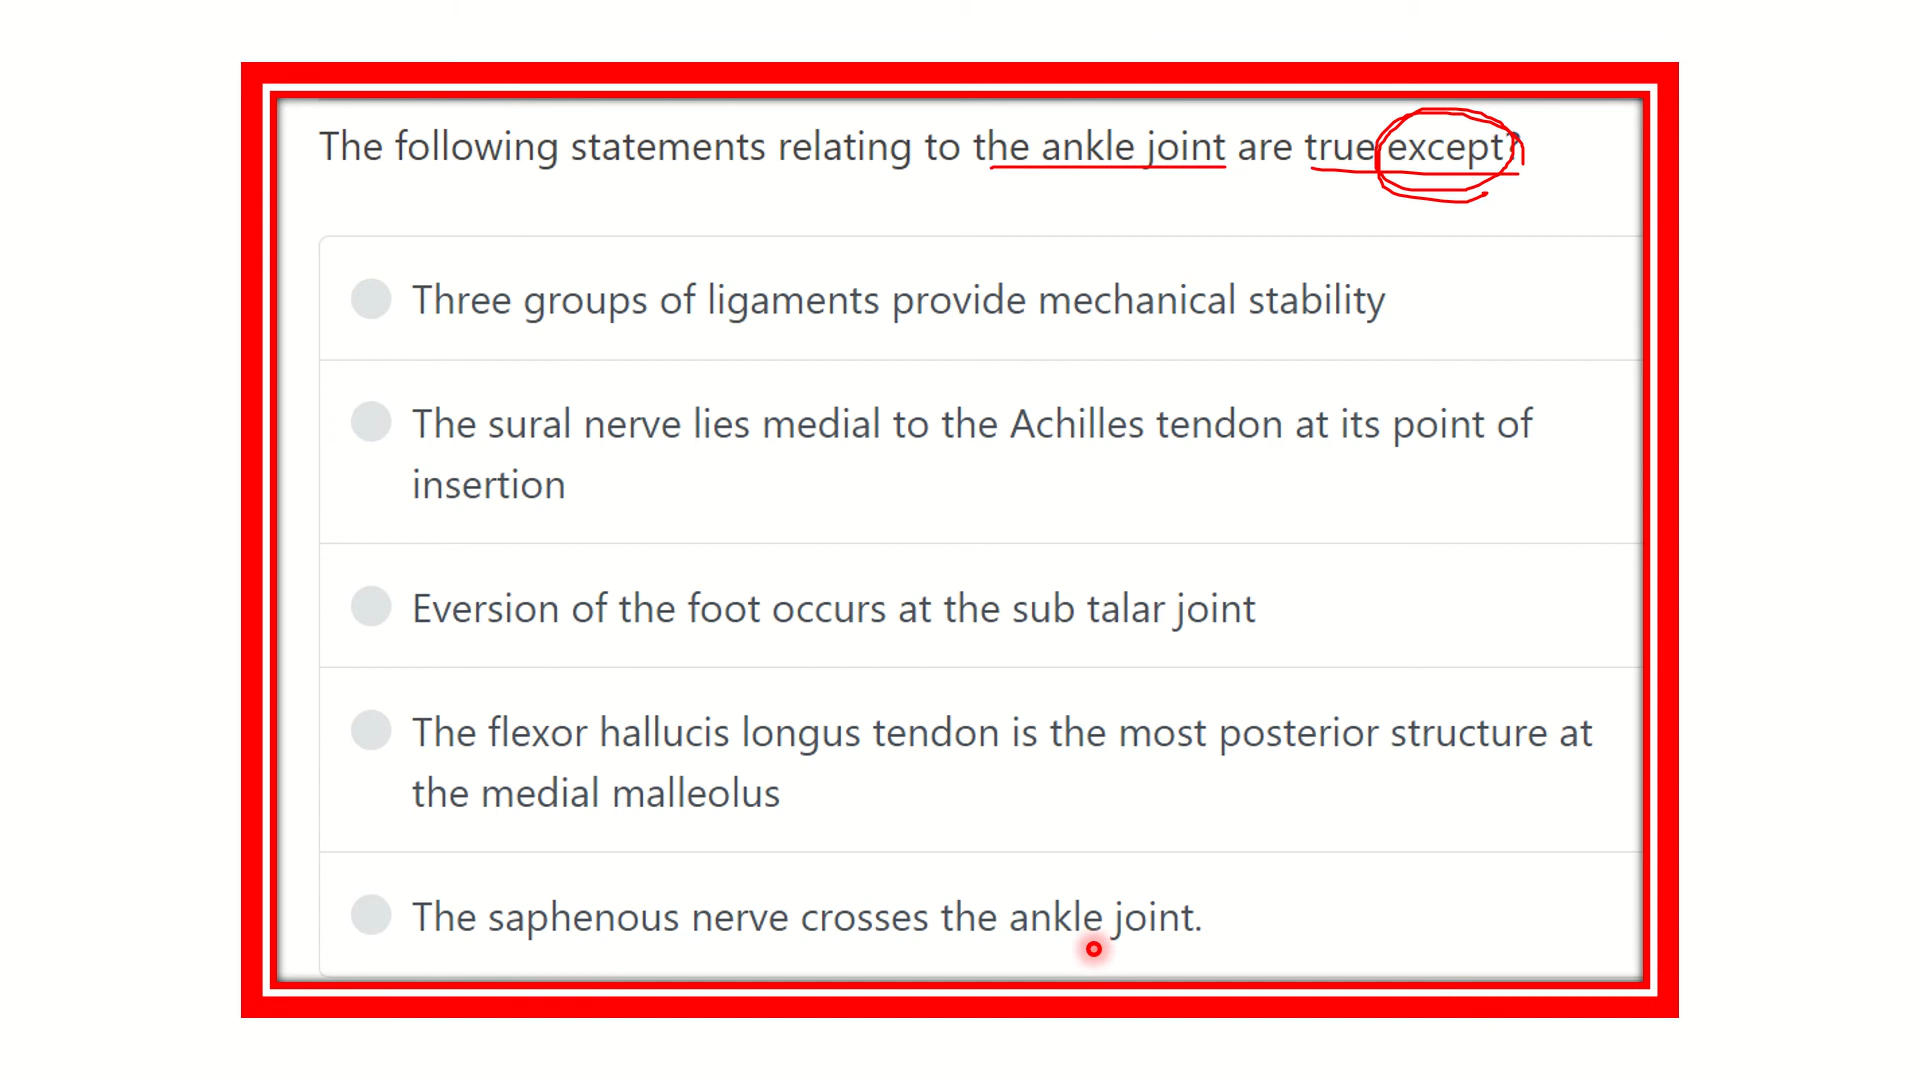 The following statements relating to the ankle joint are true except?
Three groups of ligaments provide mechanical stability
The sural nerve lies medial to the Achilles tendon at its point of
insertion
Eversion of the foot occurs at the sub talar joint
The flexor hallucis longus tendon is the most posterior structure at
the medial malleolus
The saphenous nerve crosses the ankle joint.